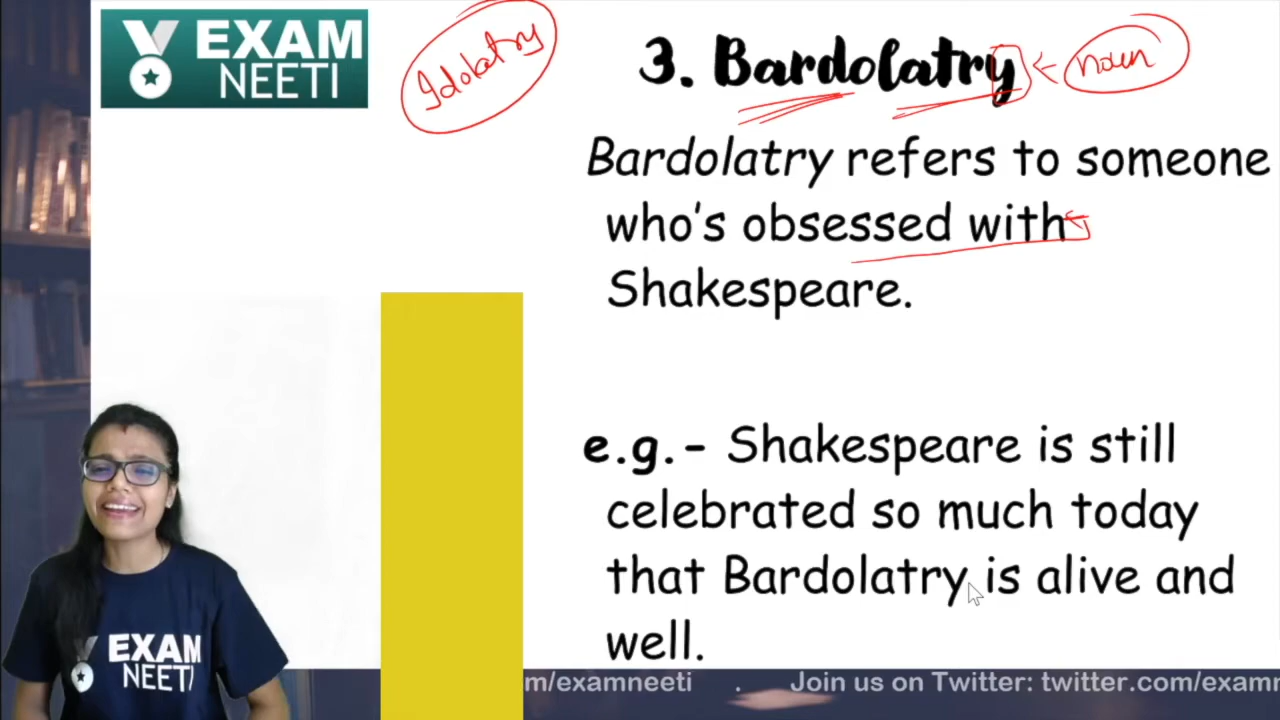 EXAM
NEETI
Idolatry
3. Bardolatry
noun
Bardolatry refers to someone
who's obsessed with
Shakespeare.
e.g.- Shakespeare is still
celebrated so much today
that Bardolatry is alive and
well.
EXAM
NEETI
m/examneeti . Join us on Twitter: twitter.com/examn